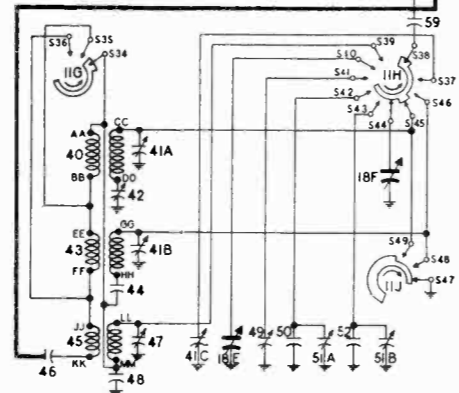 59
S36
S35
S34
11G
S39
S38
S40
11H
S37
S41
S42
S46
S43
S44
S45
AA
CC
40
41A
BB
DD
42
18F
EE
GG
43
41B
FF
HH
44
S49
S48
11J
S47
JJ
LL
45
47
41C
18E
49
50
51A
52
51B
KK
MM
46
48